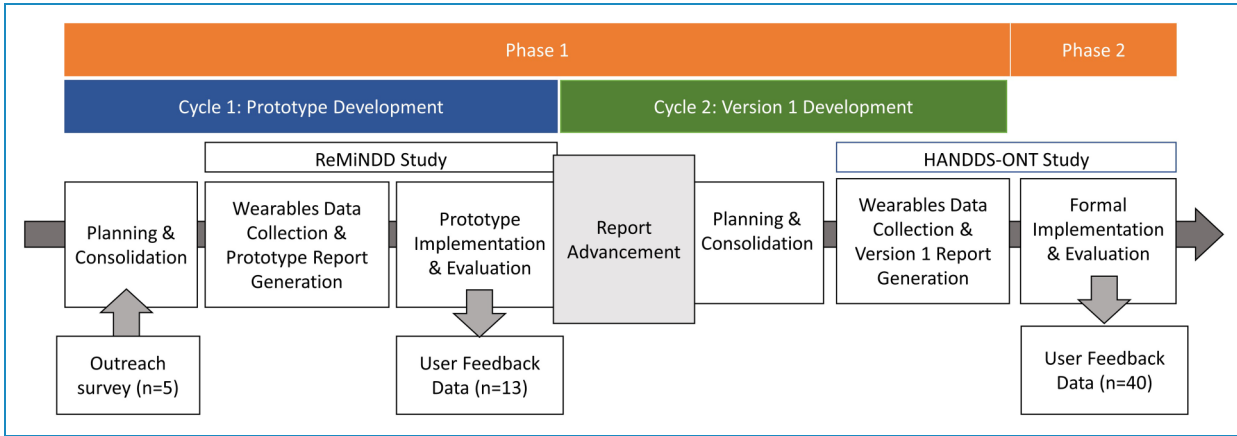 Phase 1
Phase 2
Cycle 1: Prototype Development
Cycle 2: Version 1 Development
ReMiNDD Study
HANDDS-ONT Study
Planning &
Consolidation
Wearables Data
Collection &
Prototype Report
Generation
Prototype
Implementation
& Evaluation
Report
Advancement
Planning &
Consolidation
Wearables Data
Collection &
Version 1 Report
Generation
Formal
Implementation
& Evaluation
Outreach
survey (n=5)
User Feedback
Data (n=13)
User Feedback
Data (n=40)